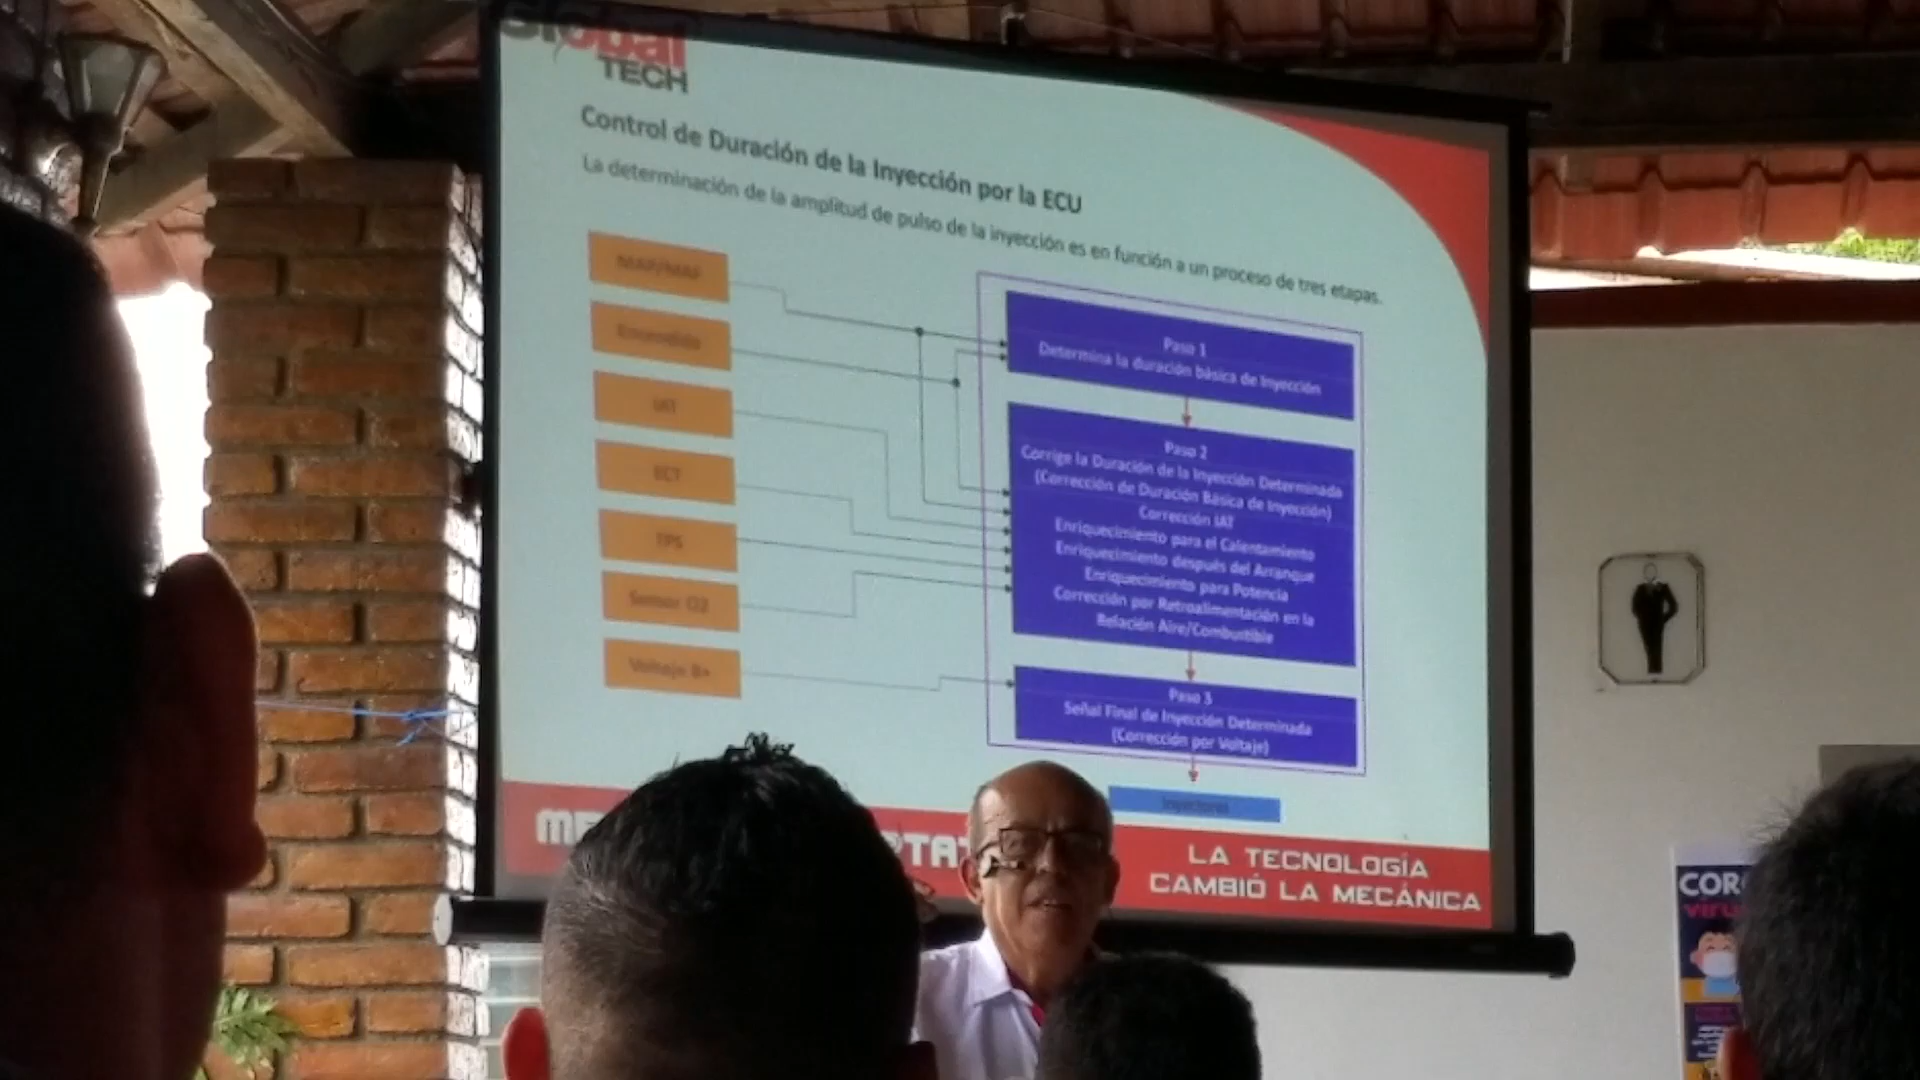 Global
TECH
Control de Duración de la Inyección por la ECU
La determinación de la amplitud de pulso de la inyección es en función a un proceso de tres etapas.
MAP/MAF
Encendido
IAT
ECT
TPS
Sensor O2
Voltaje B+
Paso 1
Determina la duración básica de Inyección
Paso 2
Corrige la Duración de la Inyección Determinada
(Corrección de Duración Básica de Inyección)
Corrección IAT
Enriquecimiento para el Calentamiento
Enriquecimiento después del Arranque
Enriquecimiento para Potencia
Corrección por Retroalimentación en la
Relación Aire/Combustible
Paso 3
Señal Final de Inyección Determinada
(Corrección por Voltaje)
Inyectores
LA TECNOLOGÍA
CAMBIÓ LA MECÁNICA